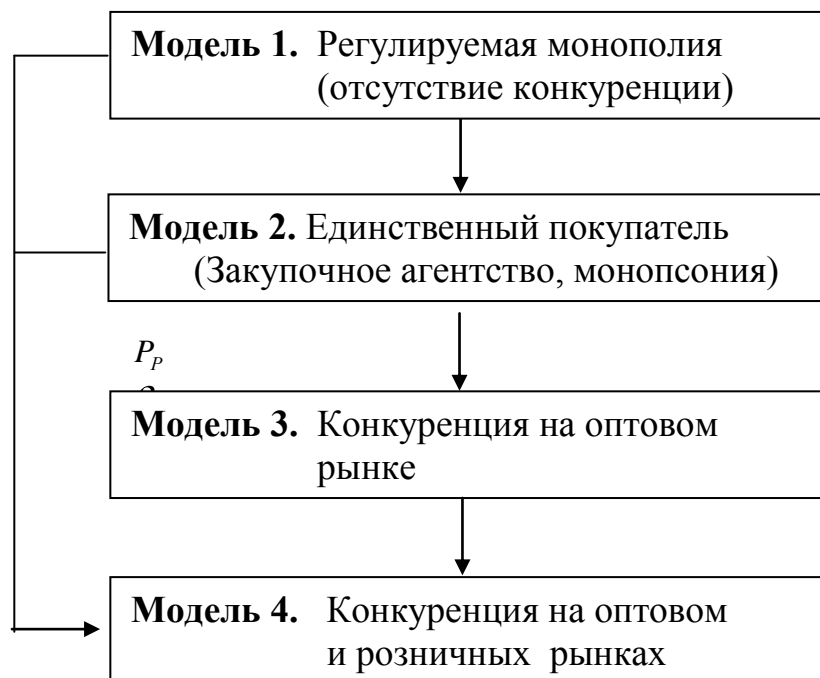 Модель 1. Регулируемая монополия
(отсутствие конкуренции)
Модель 2. Единственный покупатель
(Закупочное агентство, монопсония)
P_P
Модель 3. Конкуренция на оптовом
рынке
Модель 4. Конкуренция на оптовом
и розничных рынках